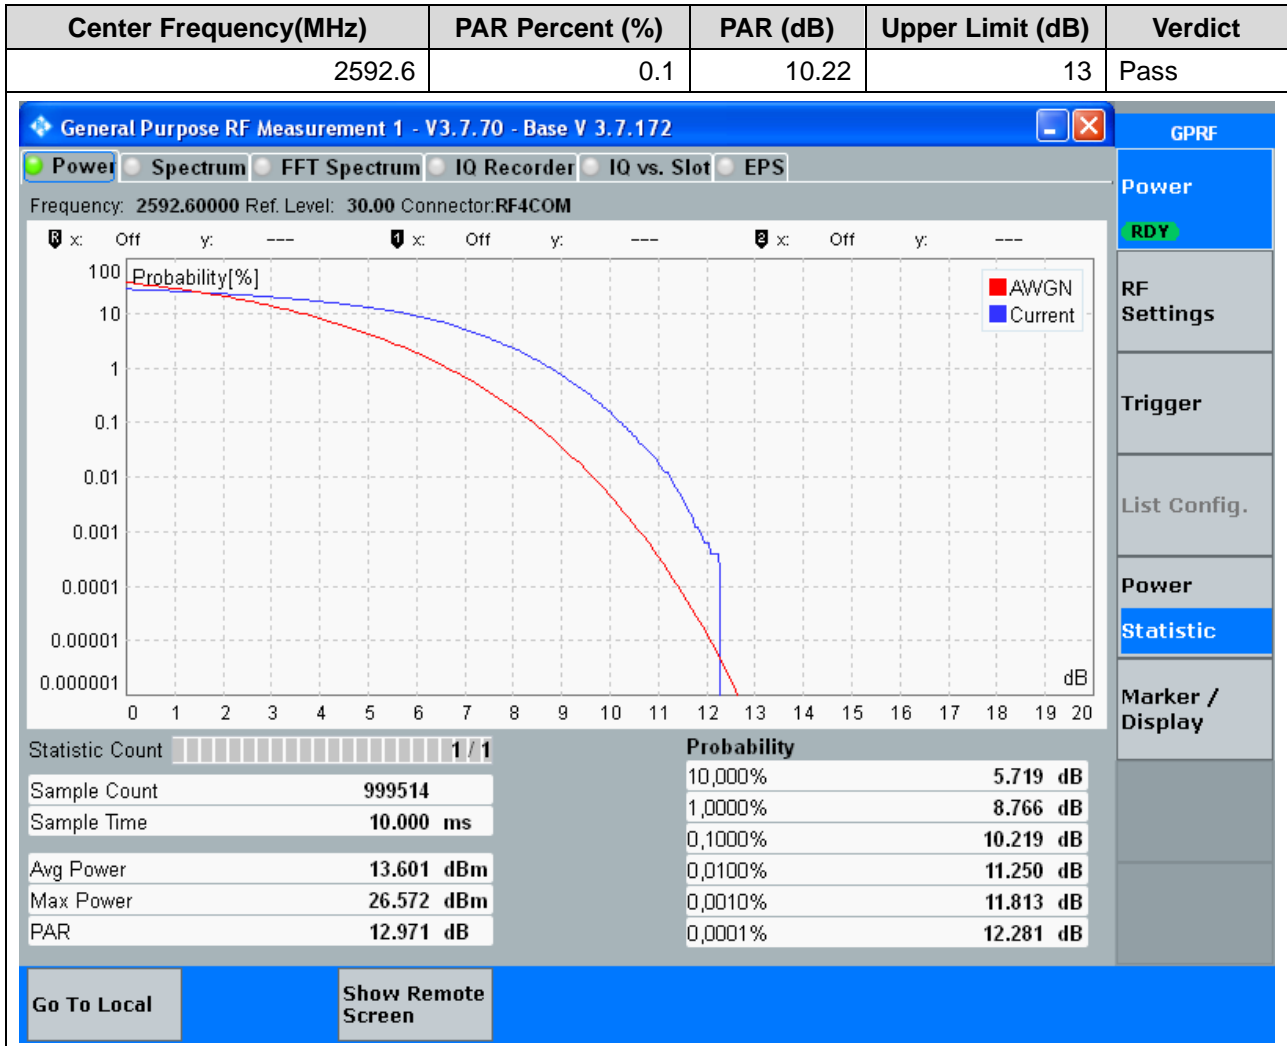 Center Frequency(MHz) PAR Percent (%) PAR (dB) Upper Limit (dB) Verdict
2592.6 0.1 10.22 13 Pass
General Purpose RF Measurement 1 - V3.7.70 - Base V 3.7.172
GPRF
Power Spectrum FFT Spectrum IQ Recorder IQ vs. Slot EPS
Power
RDY
Frequency: 2592.60000 Ref. Level: 30.00 Connector:RF4COM
R x: Off y: --- 1 x: Off y: --- 2 x: Off y: ---
Probability[%]
AWGN
Current
100
10
1
0.1
0.01
0.001
0.0001
0.00001
0.000001
dB
0 1 2 3 4 5 6 7 8 9 10 11 12 13 14 15 16 17 18 19 20
RF
Settings
Trigger
List Config.
Power
Statistic
Marker /
Display
Statistic Count 1 / 1
Sample Count 999514
Sample Time 10.000 ms
Avg Power 13.601 dBm
Max Power 26.572 dBm
PAR 12.971 dB
Probability
10,000% 5.719 dB
1,0000% 8.766 dB
0,1000% 10.219 dB
0,0100% 11.250 dB
0,0010% 11.813 dB
0,0001% 12.281 dB
Go To Local
Show Remote
Screen